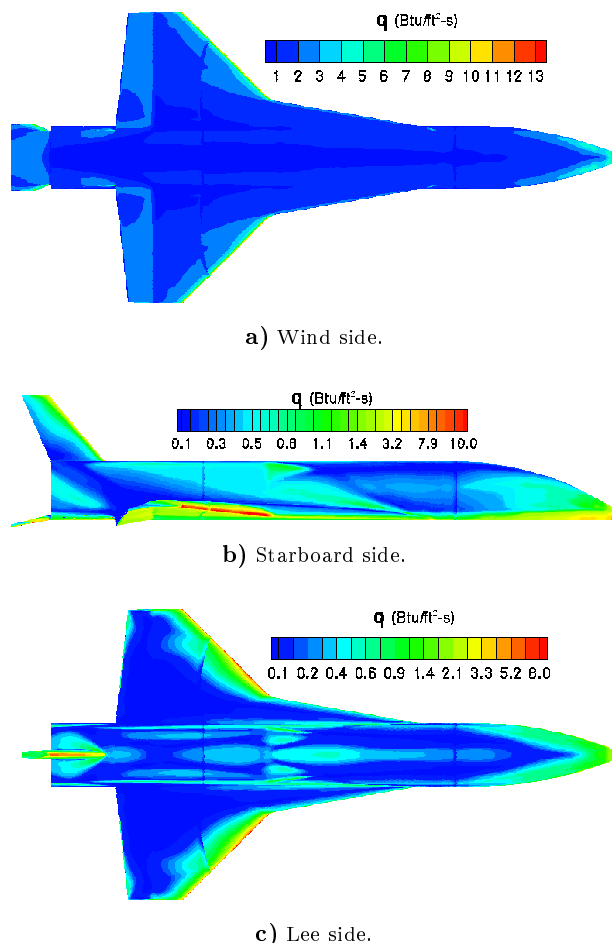 q (Btu/ft²-s)
1 2 3 4 5 6 7 8 9 10 11 12 13
a) Wind side.
q (Btu/ft²-s)
0.1 0.3 0.5 0.8 1.1 1.4 3.2 7.9 10.0
b) Starboard side.
q (Btu/ft²-s)
0.1 0.2 0.4 0.6 0.9 1.4 2.1 3.3 5.2 8.0
c) Lee side.